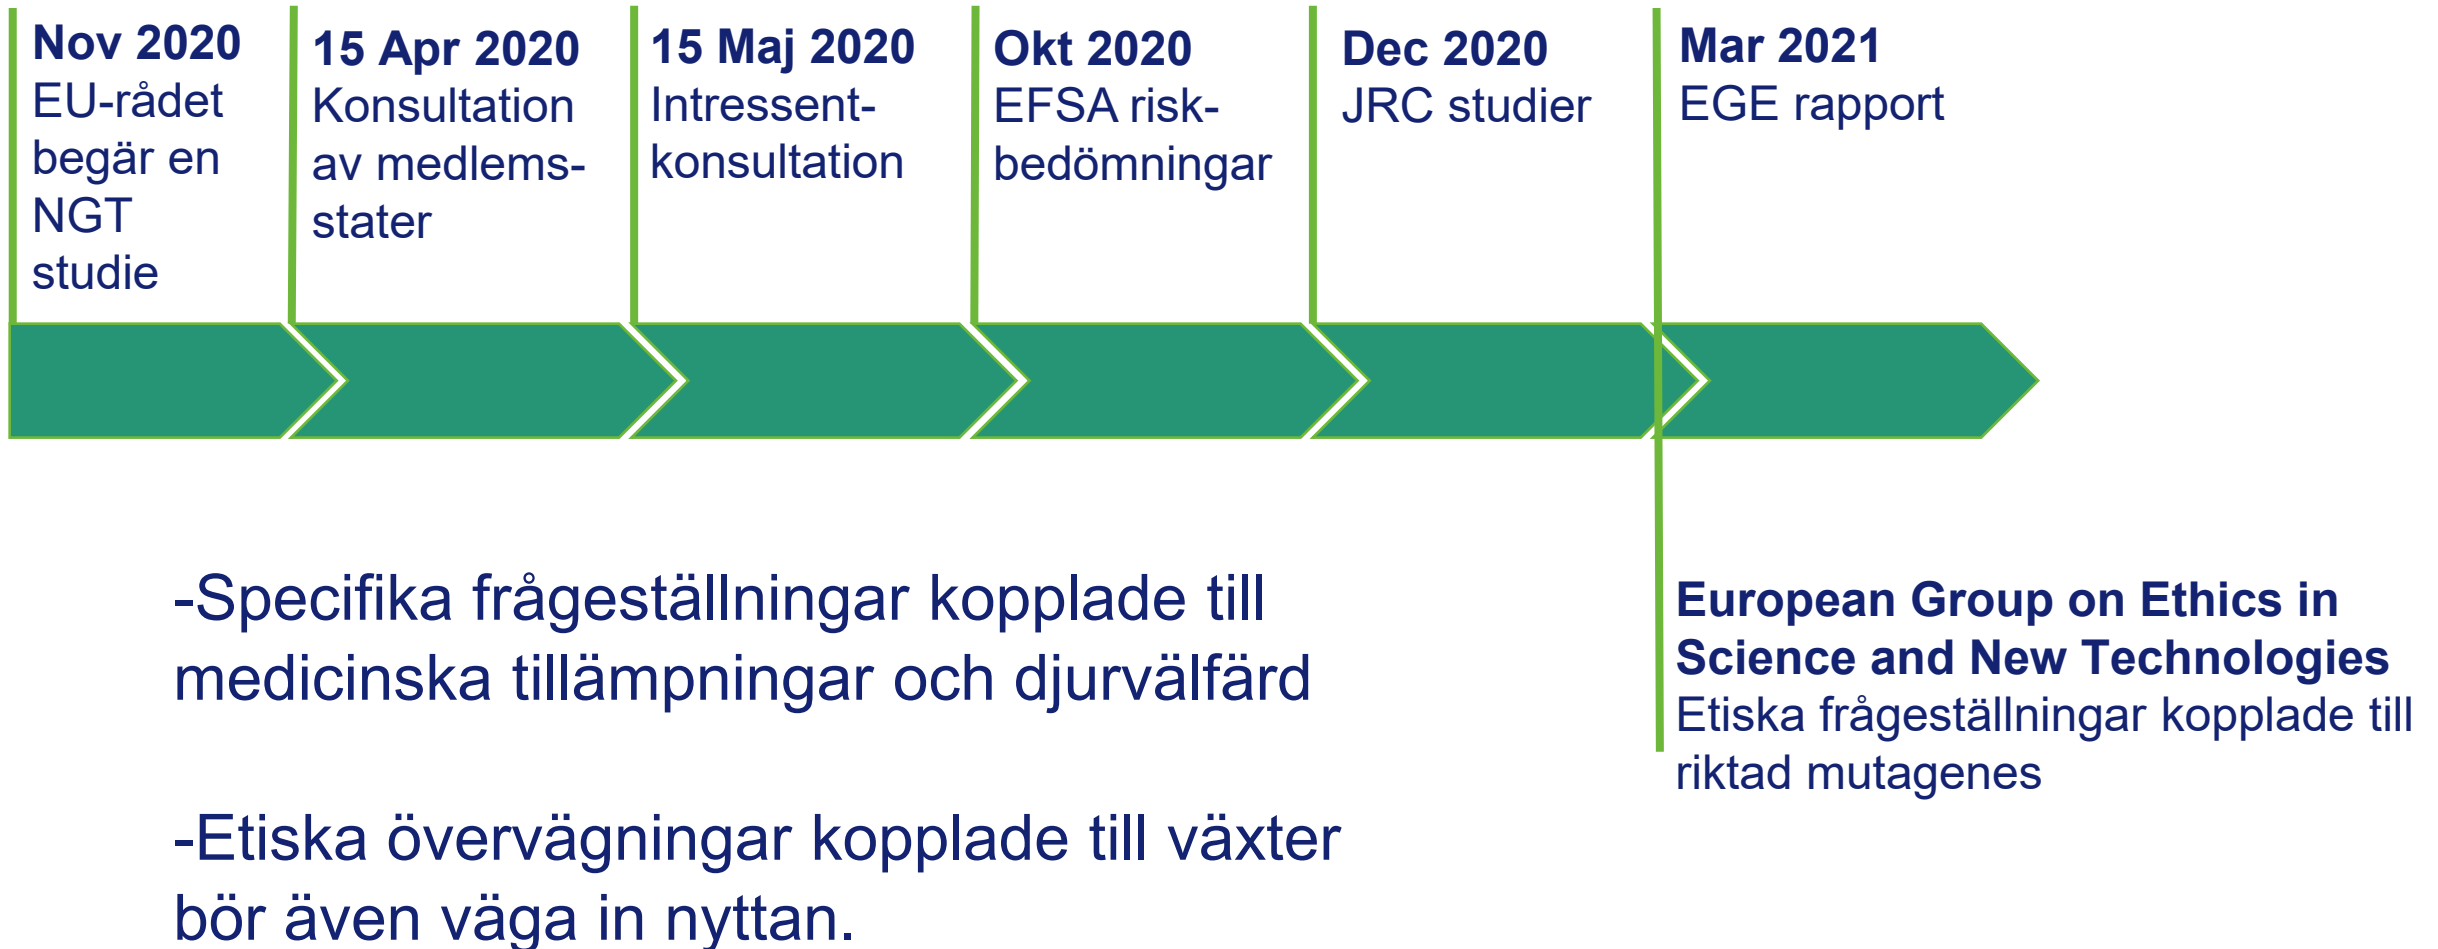 Nov 2020
EU-rådet
begär en
NGT
studie
15 Apr 2020
Konsultation
av medlems-
stater
15 Maj 2020
Intressent-
konsultation
Okt 2020
EFSA risk-
bedömningar
Dec 2020
JRC studier
Mar 2021
EGE rapport
-Specifika frågeställningar kopplade till
medicinska tillämpningar och djurvälfärd
-Etiska övervägningar kopplade till växter
bör även väga in nyttan.
European Group on Ethics in
Science and New Technologies
Etiska frågeställningar kopplade till
riktad mutagenes